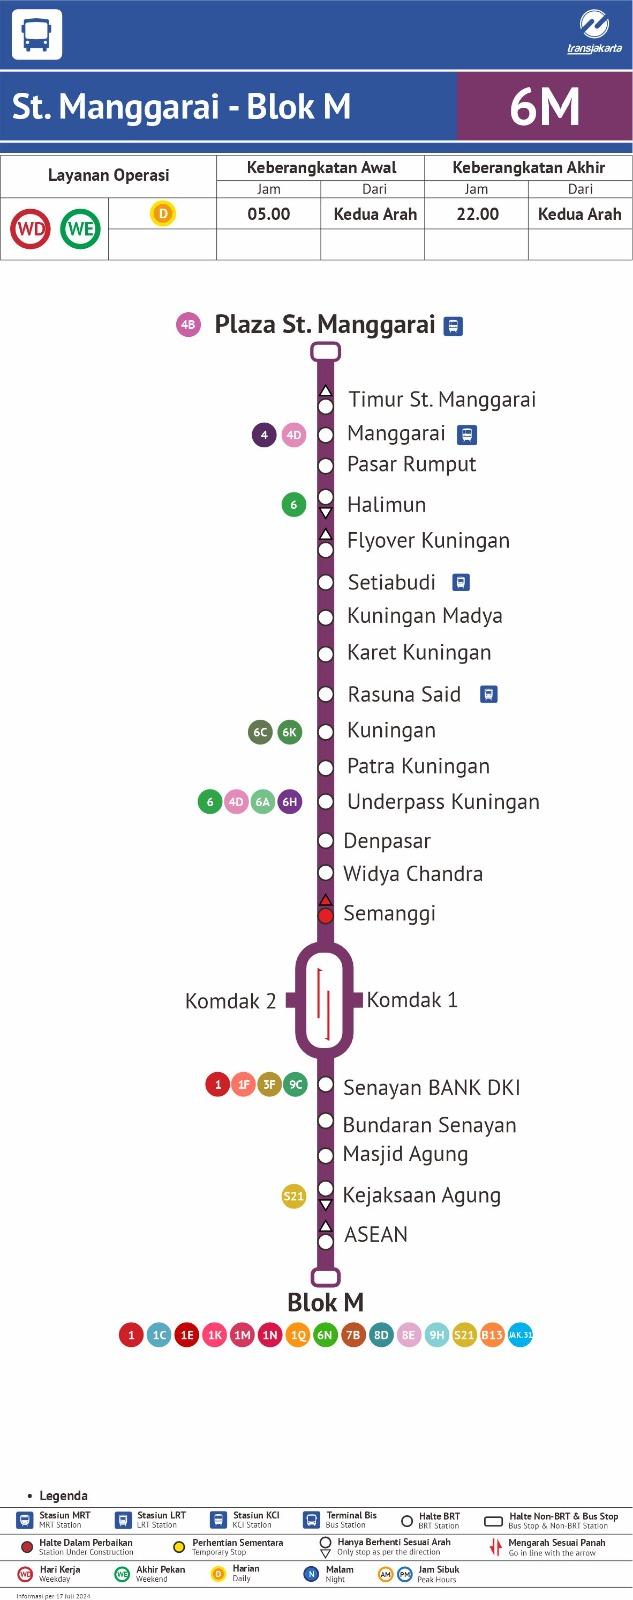 transjakarta
St. Manggarai - Blok M
6M
Layanan Operasi
Keberangkatan Awal
Keberangkatan Akhir
Jam
Dari
Jam
Dari
WD WE
D
05.00
Kedua Arah
22.00
Kedua Arah
4B Plaza St. Manggarai
Timur St. Manggarai
4 4D Manggarai
Pasar Rumput
6 Halimun
Flyover Kuningan
Setiabudi
Kuningan Madya
Karet Kuningan
Rasuna Said
6C 6K Kuningan
Patra Kuningan
6 4D 6A 6H Underpass Kuningan
Denpasar
Widya Chandra
Semanggi
Komdak 2 Komdak 1
1 1F 3F 9C Senayan BANK DKI
Bundaran Senayan
Masjid Agung
S21 Kejaksaan Agung
ASEAN
Blok M
1 1C 1E 1K 1M 1N 1Q 6N 7B 8D 8E 9H S21 B13 JAK.31
• Legenda
Stasiun MRT
MRT Station
Stasiun LRT
LRT Station
Stasiun KCI
KCI Station
Terminal Bis
Bus Station
Halte BRT
BRT Station
Halte Non-BRT & Bus Stop
Bus Stop & Non-BRT Station
Halte Dalam Perbaikan
Station Under Construction
Perhentian Sementara
Temporary Stop
Hanya Berhenti Sesuai Arah
Only stop as per the direction
Mengarah Sesuai Panah
Go in line with the arrow
WD Hari Kerja
Weekday
WE Akhir Pekan
Weekend
D Harian
Daily
N Malam
Night
AM PM Jam Sibuk
Peak Hours
Informasi per 17 Juli 2024